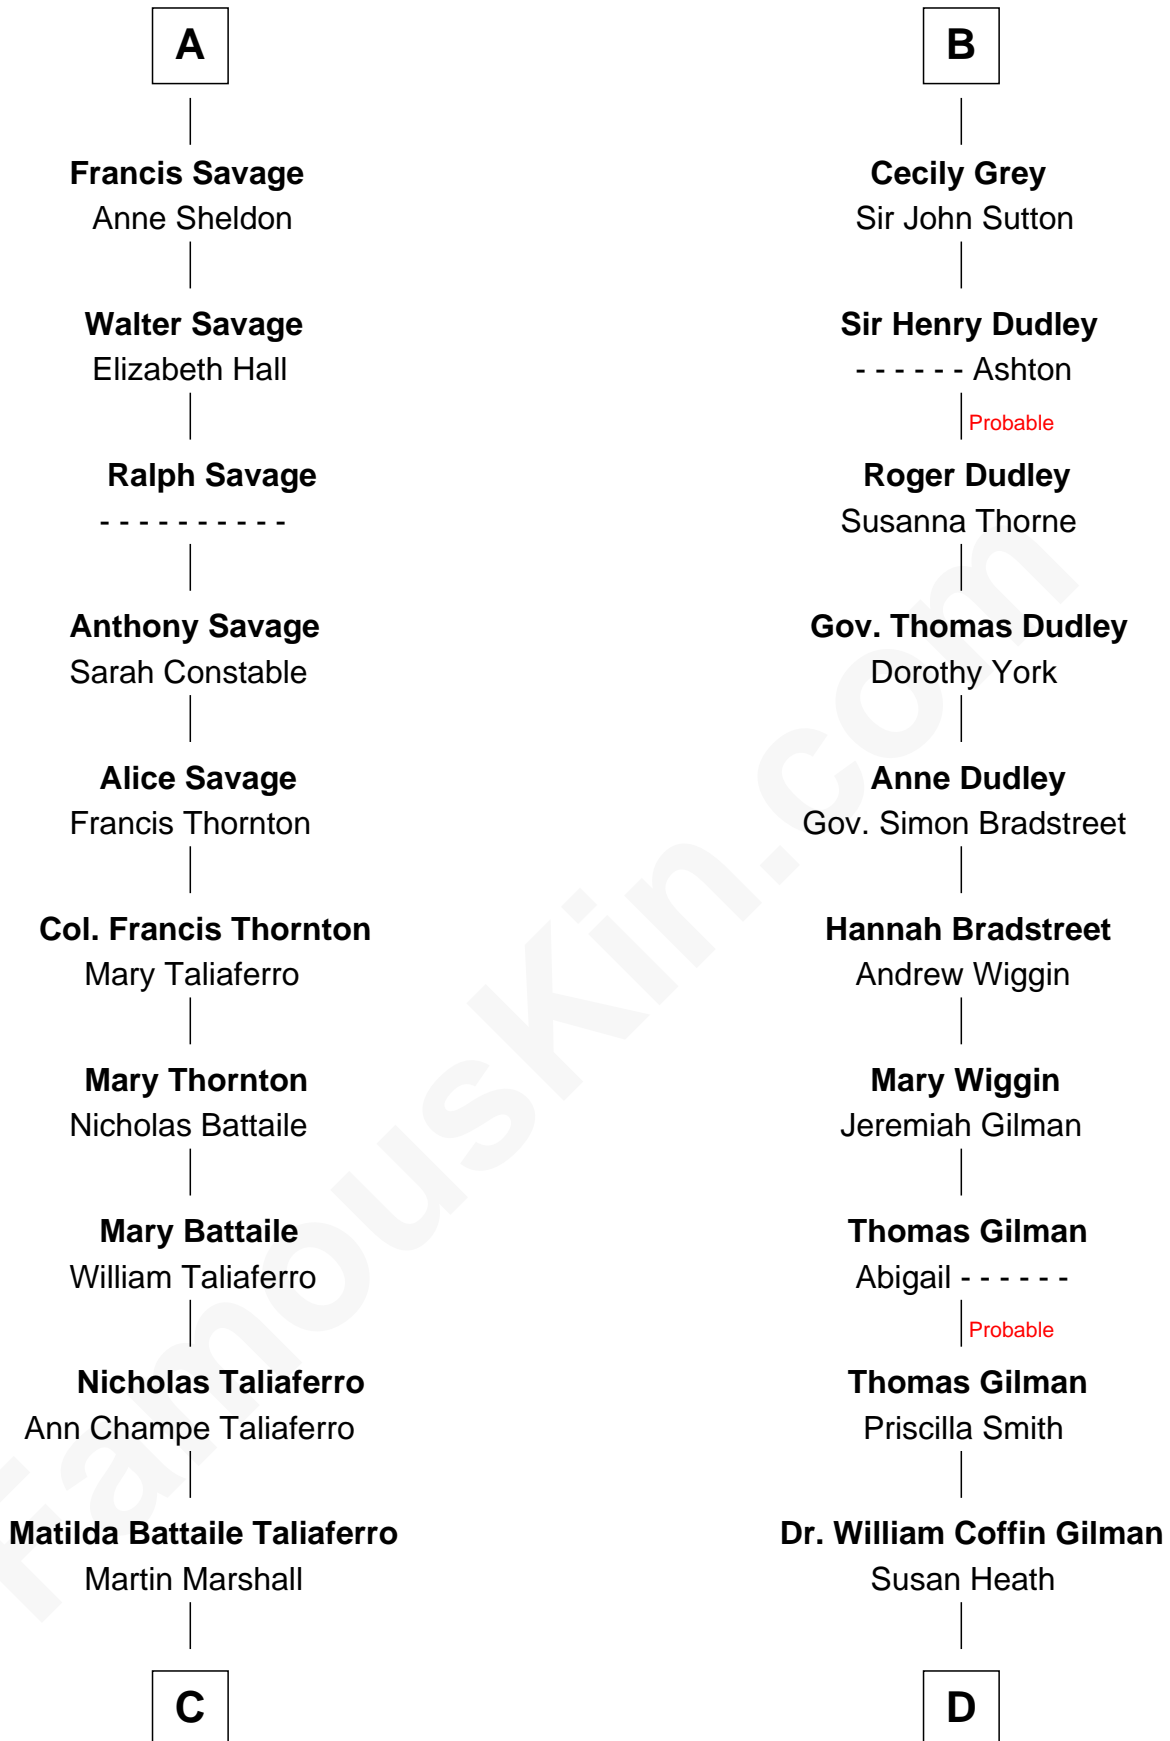 A
Francis Savage
Anne Sheldon
Walter Savage
Elizabeth Hall
Ralph Savage
- - - - - - - - - -
Anthony Savage
Sarah Constable
Alice Savage
Francis Thornton
Col. Francis Thornton
Mary Taliaferro
Mary Thornton
Nicholas Battaile
Mary Battaile
William Taliaferro
Nicholas Taliaferro
Ann Champe Taliaferro
Matilda Battaile Taliaferro
Martin Marshall
C
B
Cecily Grey
Sir John Sutton
Sir Henry Dudley
- - - - - - Ashton
Probable
Roger Dudley
Susanna Thorne
Gov. Thomas Dudley
Dorothy York
Anne Dudley
Gov. Simon Bradstreet
Hannah Bradstreet
Andrew Wiggin
Mary Wiggin
Jeremiah Gilman
Thomas Gilman
Abigail - - - - - -
Probable
Thomas Gilman
Priscilla Smith
Dr. William Coffin Gilman
Susan Heath
D
FamousKin.com